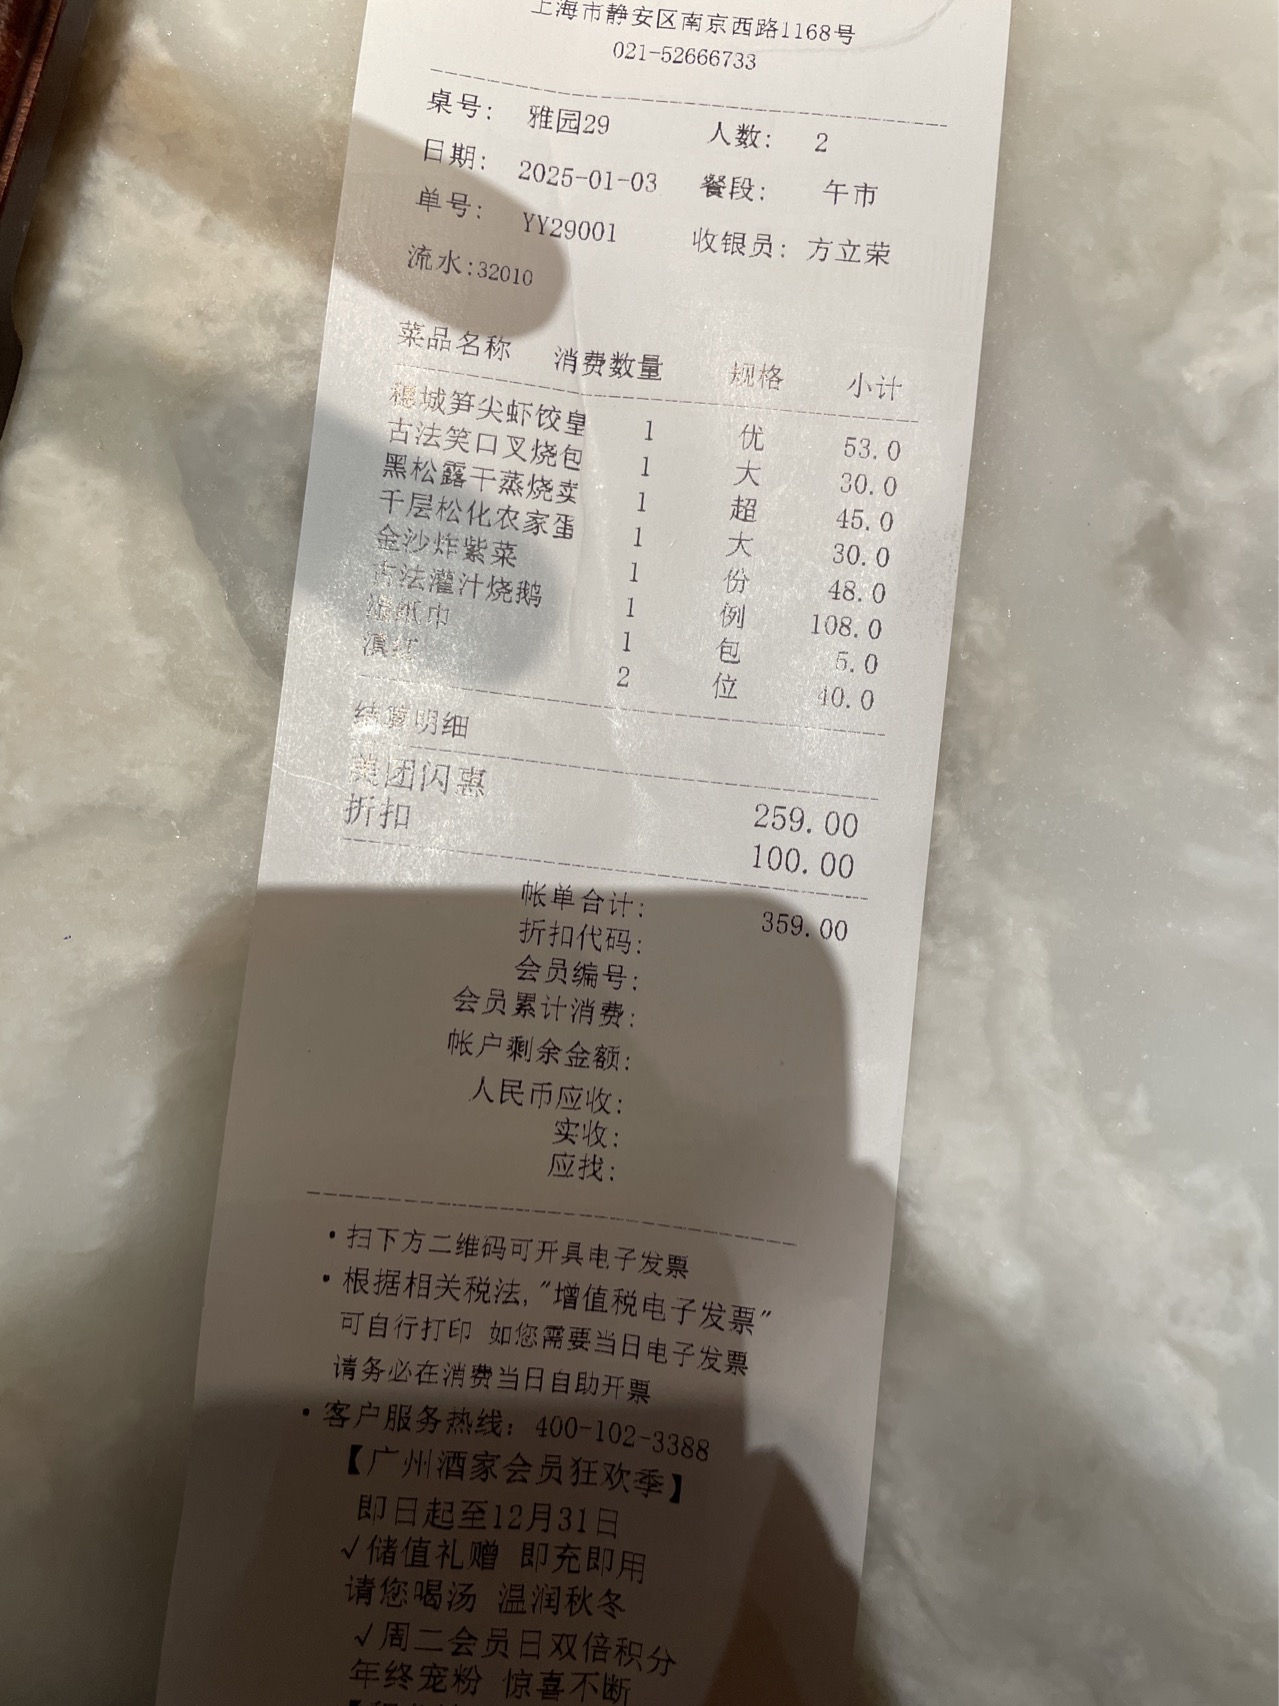 上海市静安区南京西路1168号
021-52666733
桌号: 雅园29 人数: 2
日期: 2025-01-03 餐段: 午市
单号: YY29001 收银员: 方立荣
流水:32010
菜品名称 消费数量 规格 小计
穗城笋尖虾饺皇 1 优 53.0
古法笑口叉烧包 1 大 30.0
黑松露干蒸烧卖 1 超 45.0
千层松化农家蛋 1 大 30.0
金沙炸紫菜 1 份 48.0
古法灌汁烧鹅 1 例 108.0
湿纸巾 1 包 5.0
滇红 2 位 40.0
结算明细
美团闪惠 259.00
折扣 100.00
帐单合计: 359.00
折扣代码:
会员编号:
会员累计消费:
帐户剩余金额:
人民币应收:
实收:
应找:
·扫下方二维码可开具电子发票
·根据相关税法,"增值税电子发票"
可自行打印 如您需要当日电子发票
请务必在消费当日自助开票
·客户服务热线: 400-102-3388
【广州酒家会员狂欢季】
即日起至12月31日
√储值礼赠 即充即用
请您喝汤 温润秋冬
√周二会员日双倍积分
年终宠粉 惊喜不断